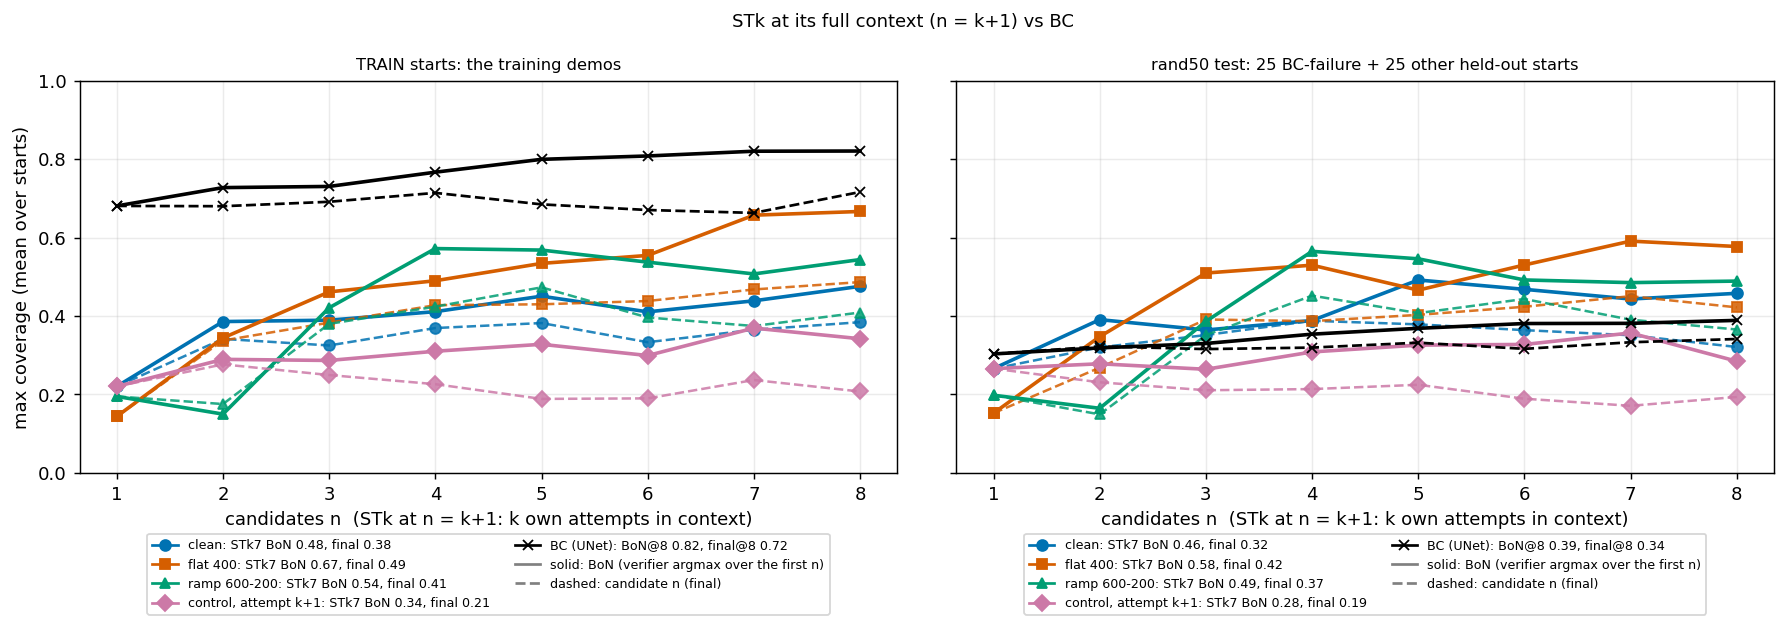 STk at its full context (n = k+1) vs BC
TRAIN starts: the training demos
max coverage (mean over starts)
1.0
0.8
0.6
0.4
0.2
0.0
1 2 3 4 5 6 7 8
candidates n (STk at n = k+1: k own attempts in context)
clean: STk7 BoN 0.48, final 0.38
flat 400: STk7 BoN 0.67, final 0.49
ramp 600-200: STk7 BoN 0.54, final 0.41
control, attempt k+1: STk7 BoN 0.34, final 0.21
BC (UNet): BoN@8 0.82, final@8 0.72
solid: BoN (verifier argmax over the first n)
dashed: candidate n (final)
rand50 test: 25 BC-failure + 25 other held-out starts
1 2 3 4 5 6 7 8
candidates n (STk at n = k+1: k own attempts in context)
clean: STk7 BoN 0.46, final 0.32
flat 400: STk7 BoN 0.58, final 0.42
ramp 600-200: STk7 BoN 0.49, final 0.37
control, attempt k+1: STk7 BoN 0.28, final 0.19
BC (UNet): BoN@8 0.39, final@8 0.34
solid: BoN (verifier argmax over the first n)
dashed: candidate n (final)